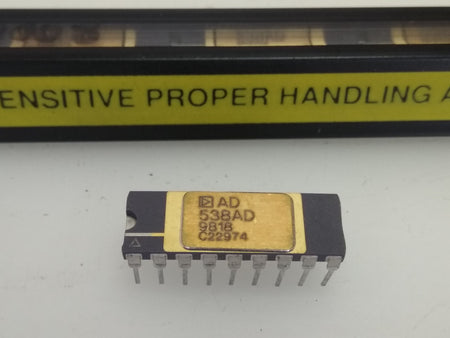 ENSITIVE PROPER HANDLING A
AD
538AD
9818
C22974